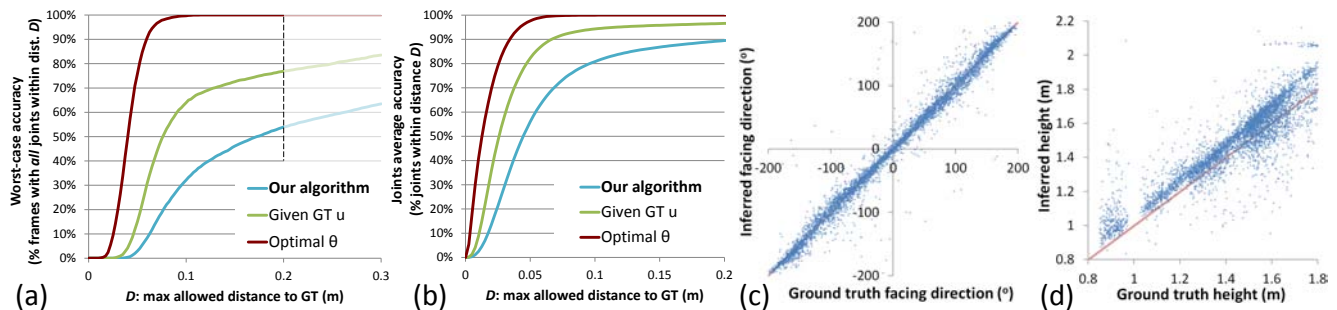 Worst-case accuracy
(% frames with all joints within dist. D)
100%
90%
80%
70%
60%
50%
40%
30%
20%
10%
0%
Our algorithm
Given GT u
Optimal θ
0
0.1
0.2
0.3
(a)
D: max allowed distance to GT (m)
Joints average accuracy
(% joints within distance D)
100%
90%
80%
70%
60%
50%
40%
30%
20%
10%
0%
Our algorithm
Given GT u
Optimal θ
0
0.05
0.1
0.15
0.2
(b)
D: max allowed distance to GT (m)
Inferred facing direction (°)
200
100
0
-200
-100
0
100
200
-100
-200
(c)
Ground truth facing direction (°)
Inferred height (m)
2.2
2
1.8
1.6
1.4
1.2
1
0.8
0.8
1
1.2
1.4
1.6
1.8
(d)
Ground truth height (m)